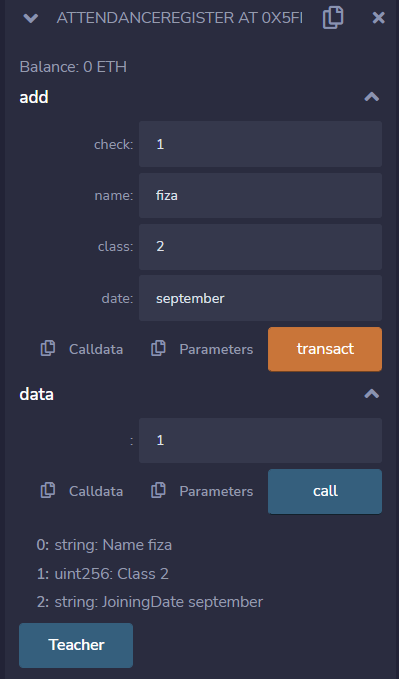 ATTENDANCEREGISTER AT 0X5F
Balance: 0 ETH
add
check: 1
name: fiza
class: 2
date: september
Calldata Parameters transact
data
: 1
Calldata Parameters call
0: string: Name fiza
1: uint256: Class 2
2: string: JoiningDate september
Teacher